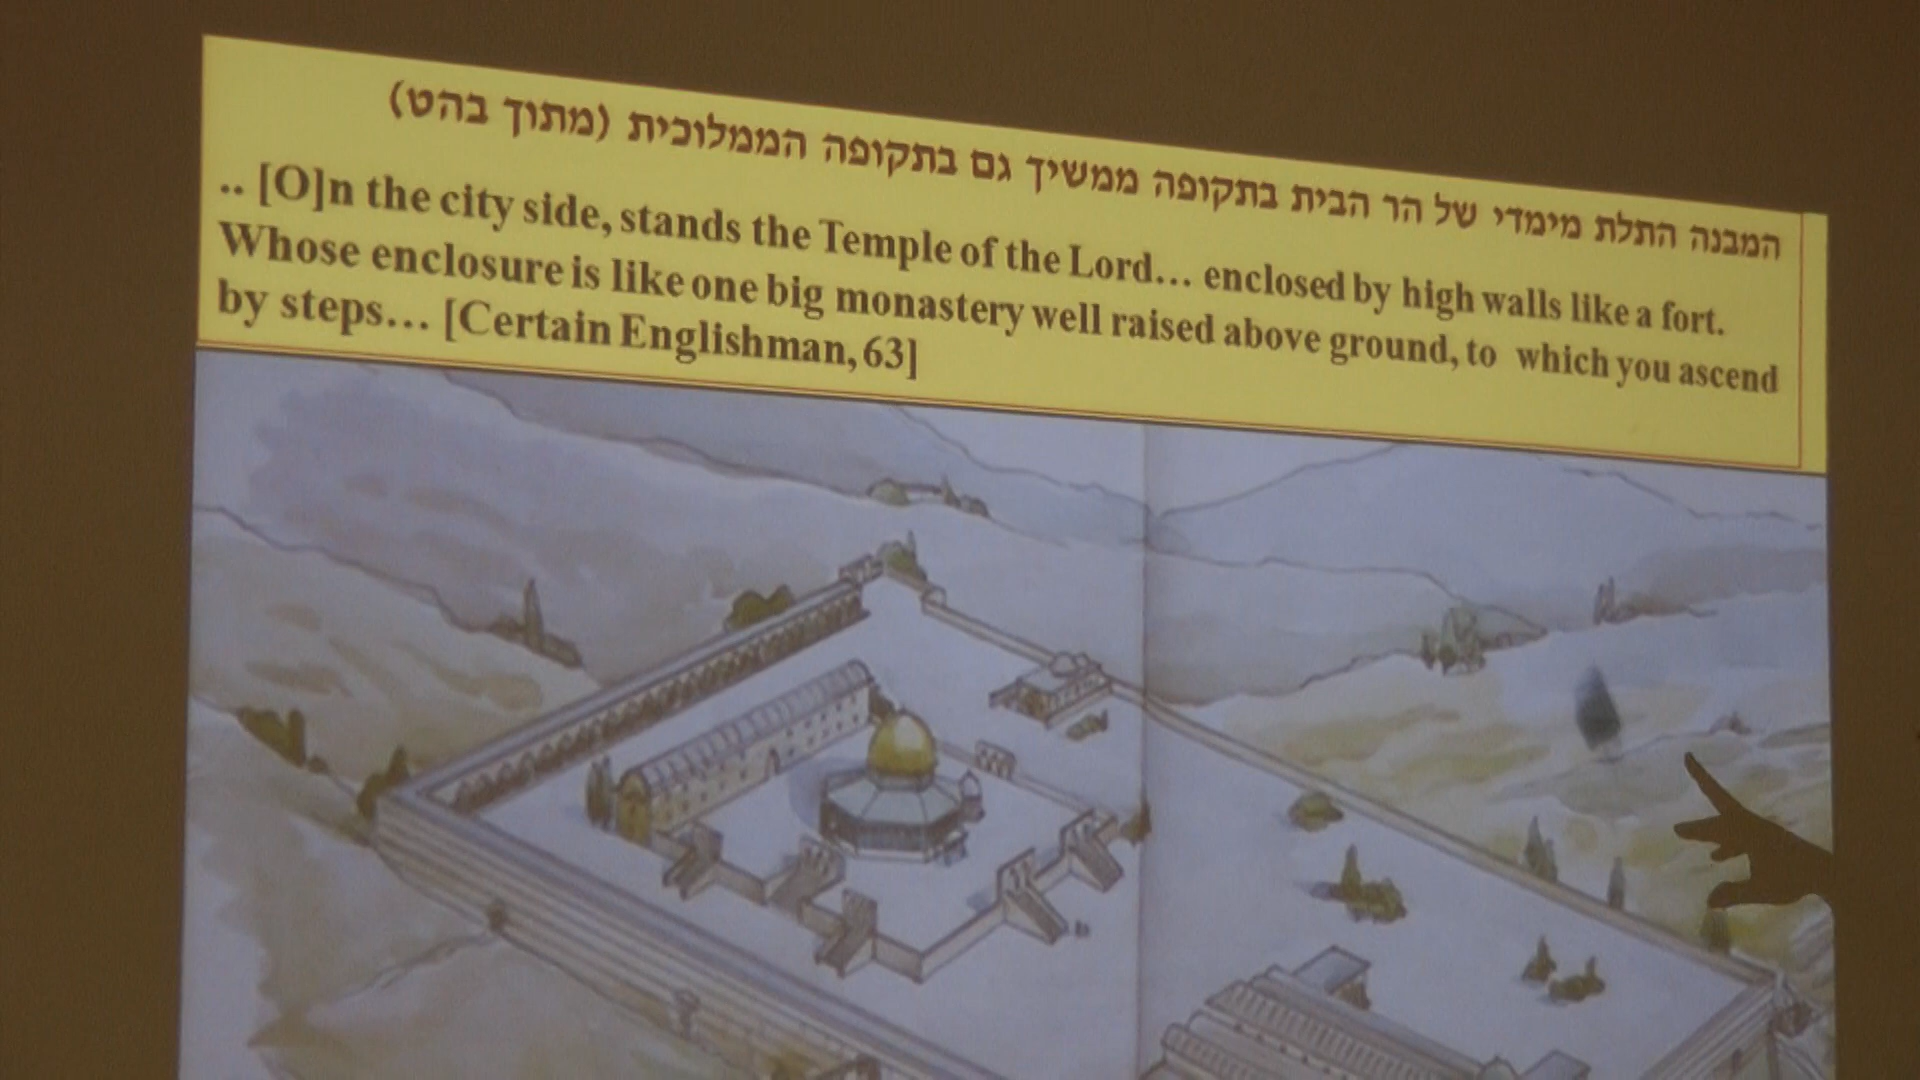 המבנה התלת מימדי של הר הבית בתקופה ממשיך גם בתקופה הממלוכית (מתוך בהט)
.. [O]n the city side, stands the Temple of the Lord... enclosed by high walls like a fort.
Whose enclosure is like one big monastery well raised above ground, to which you ascend
by steps... [Certain Englishman, 63]